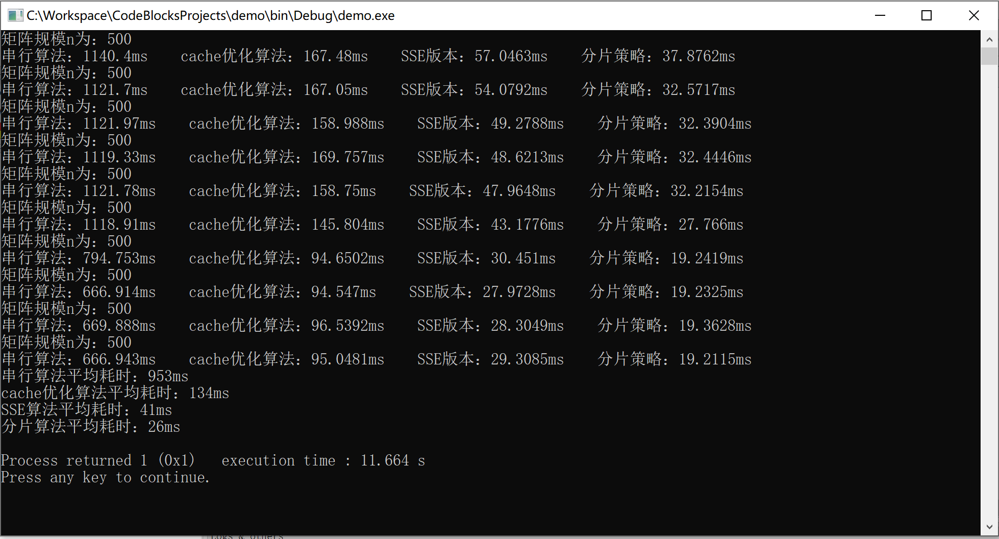 C:\Workspace\CodeBlocksProjects\demo\bin\Debug\demo.exe
矩阵规模n为：500
串行算法：1140.4ms    cache优化算法：167.48ms    SSE版本：57.0463ms    分片策略：37.8762ms
矩阵规模n为：500
串行算法：1121.7ms    cache优化算法：167.05ms    SSE版本：54.0792ms    分片策略：32.5717ms
矩阵规模n为：500
串行算法：1121.97ms    cache优化算法：158.988ms    SSE版本：49.2788ms    分片策略：32.3904ms
矩阵规模n为：500
串行算法：1119.33ms    cache优化算法：169.757ms    SSE版本：48.6213ms    分片策略：32.4446ms
矩阵规模n为：500
串行算法：1121.78ms    cache优化算法：158.75ms    SSE版本：47.9648ms    分片策略：32.2154ms
矩阵规模n为：500
串行算法：1118.91ms    cache优化算法：145.804ms    SSE版本：43.1776ms    分片策略：27.766ms
矩阵规模n为：500
串行算法：794.753ms    cache优化算法：94.6502ms    SSE版本：30.451ms    分片策略：19.2419ms
矩阵规模n为：500
串行算法：666.914ms    cache优化算法：94.547ms    SSE版本：27.9728ms    分片策略：19.2325ms
矩阵规模n为：500
串行算法：669.888ms    cache优化算法：96.5392ms    SSE版本：28.3049ms    分片策略：19.3628ms
矩阵规模n为：500
串行算法：666.943ms    cache优化算法：95.0481ms    SSE版本：29.3085ms    分片策略：19.2115ms
串行算法平均耗时：953ms
cache优化算法平均耗时：134ms
SSE算法平均耗时：41ms
分片算法平均耗时：26ms
Process returned 1 (0x1)   execution time : 11.664 s
Press any key to continue.
Logs & others